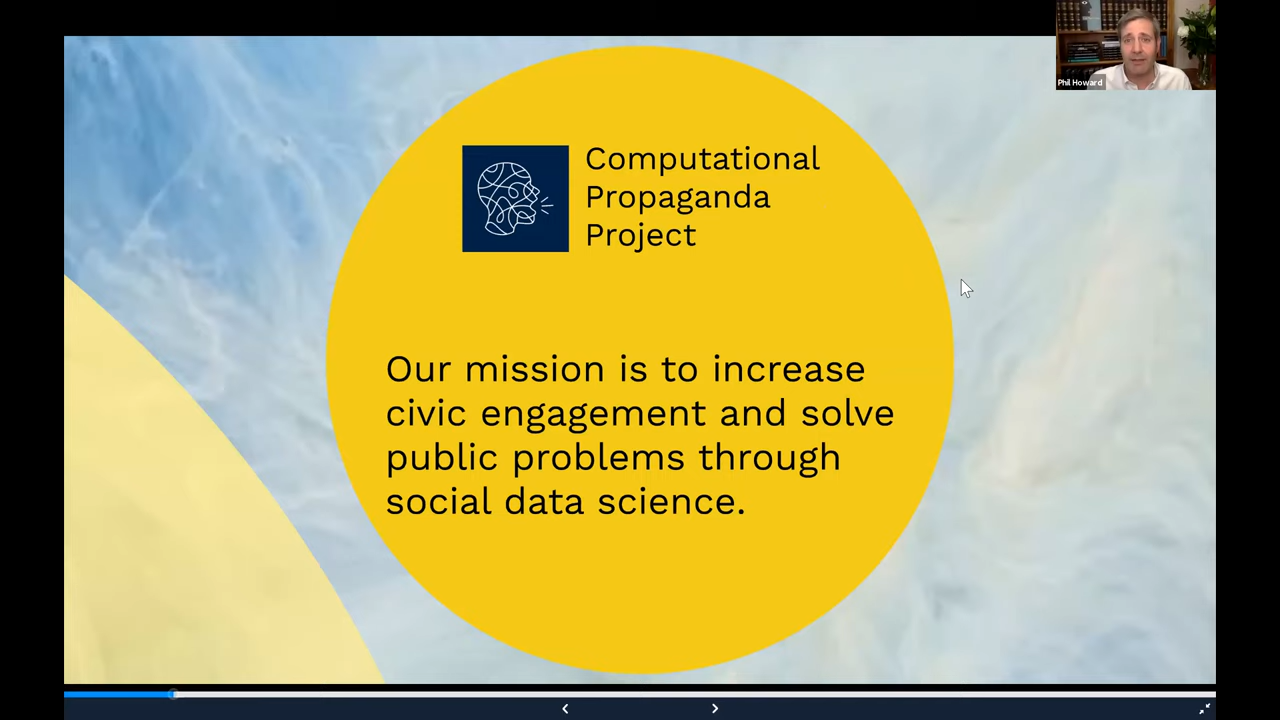 Phil Howard
Computational
Propaganda
Project
Our mission is to increase
civic engagement and solve
public problems through
social data science.